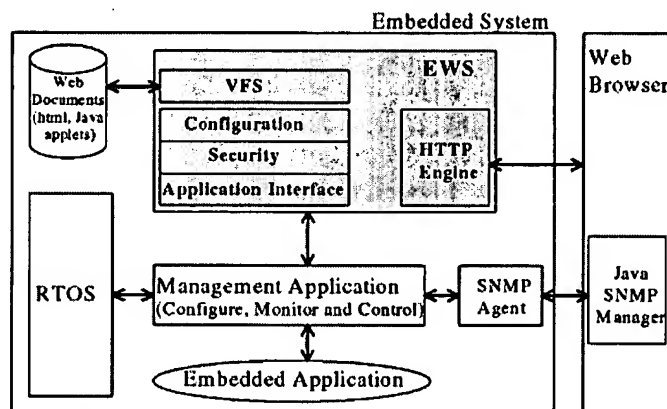 Embedded System
Web
Documents
(html, Java
applets)
EWS
VFS
Configuration
Security
Application Interface
HTTP
Engine
Web
Browser
RTOS
Management Application
(Configure, Monitor and Control)
SNMP
Agent
Java
SNMP
Manager
Embedded Application